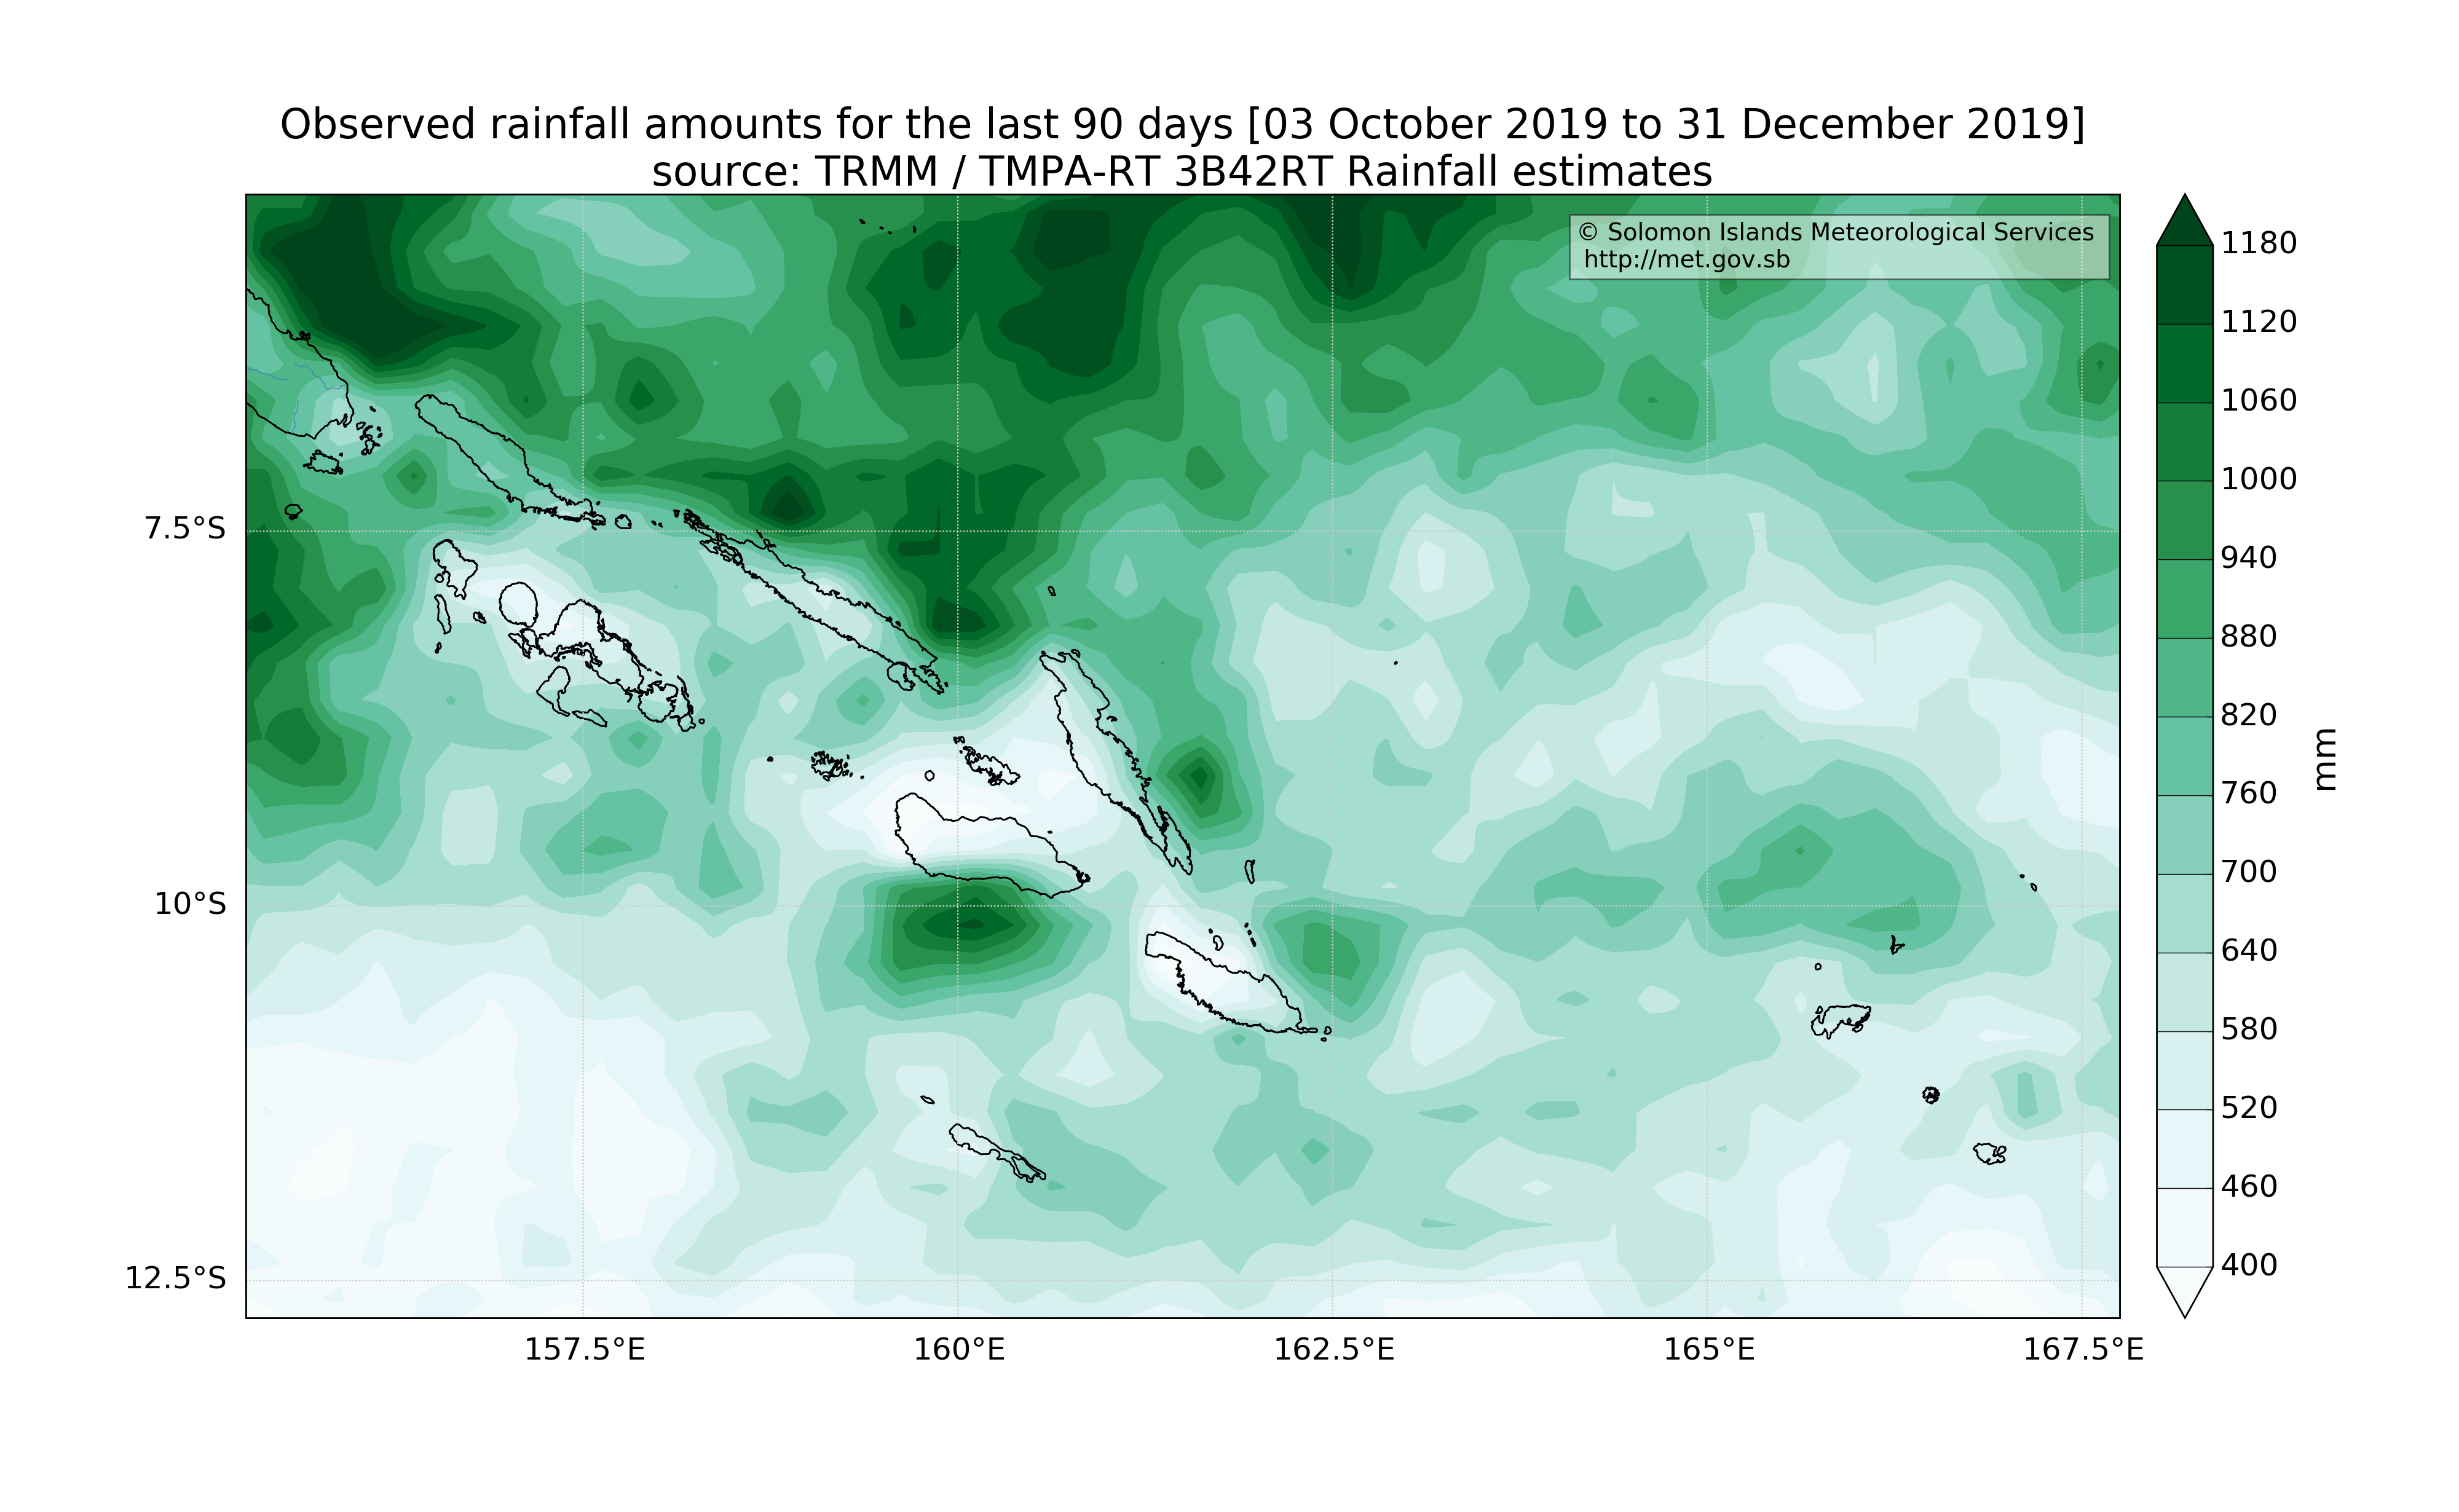 Observed rainfall amounts for the last 90 days [03 October 2019 to 31 December 2019]
source: TRMM / TMPA-RT 3B42RT Rainfall estimates
© Solomon Islands Meteorological Services
http://met.gov.sb
7.5°S
10°S
12.5°S
157.5°E
160°E
162.5°E
165°E
167.5°E
1180
1120
1060
1000
940
880
820
760
700
640
580
520
460
400
mm